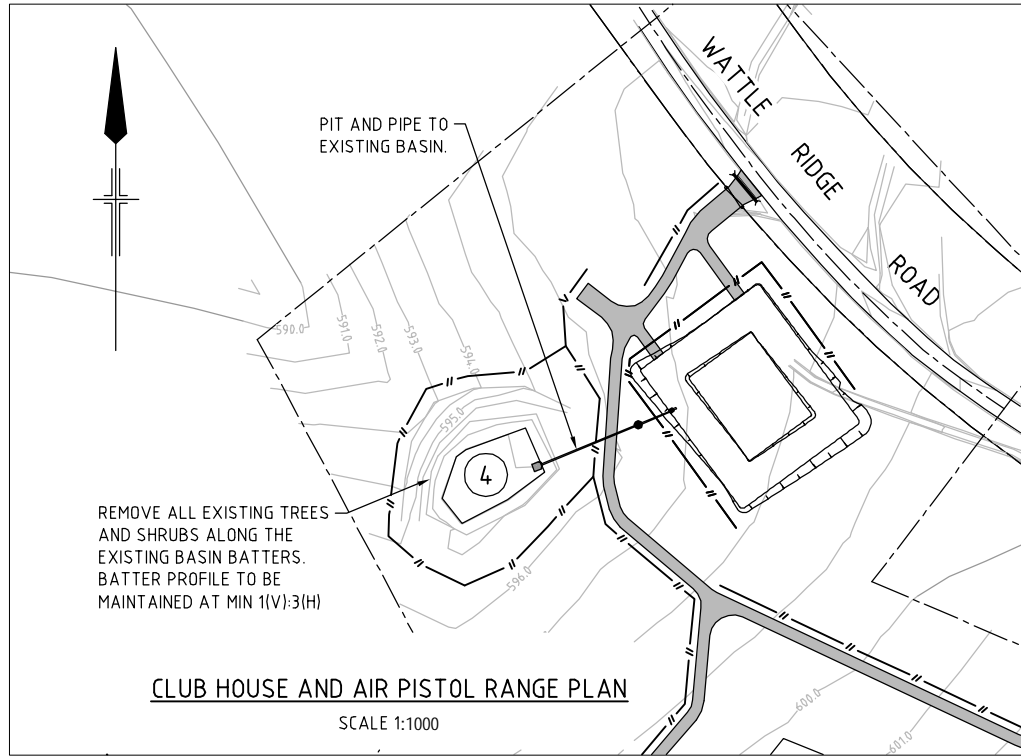 WATTLE
RIDGE
ROAD
PIT AND PIPE TO
EXISTING BASIN.
590.0
591.0
592.0
593.0
594.0
595.0
4
REMOVE ALL EXISTING TREES
AND SHRUBS ALONG THE
EXISTING BASIN BATTERS.
BATTER PROFILE TO BE
MAINTAINED AT MIN 1(V):3(H)
596.0
CLUB HOUSE AND AIR PISTOL RANGE PLAN
SCALE 1:1000
600.0
601.0